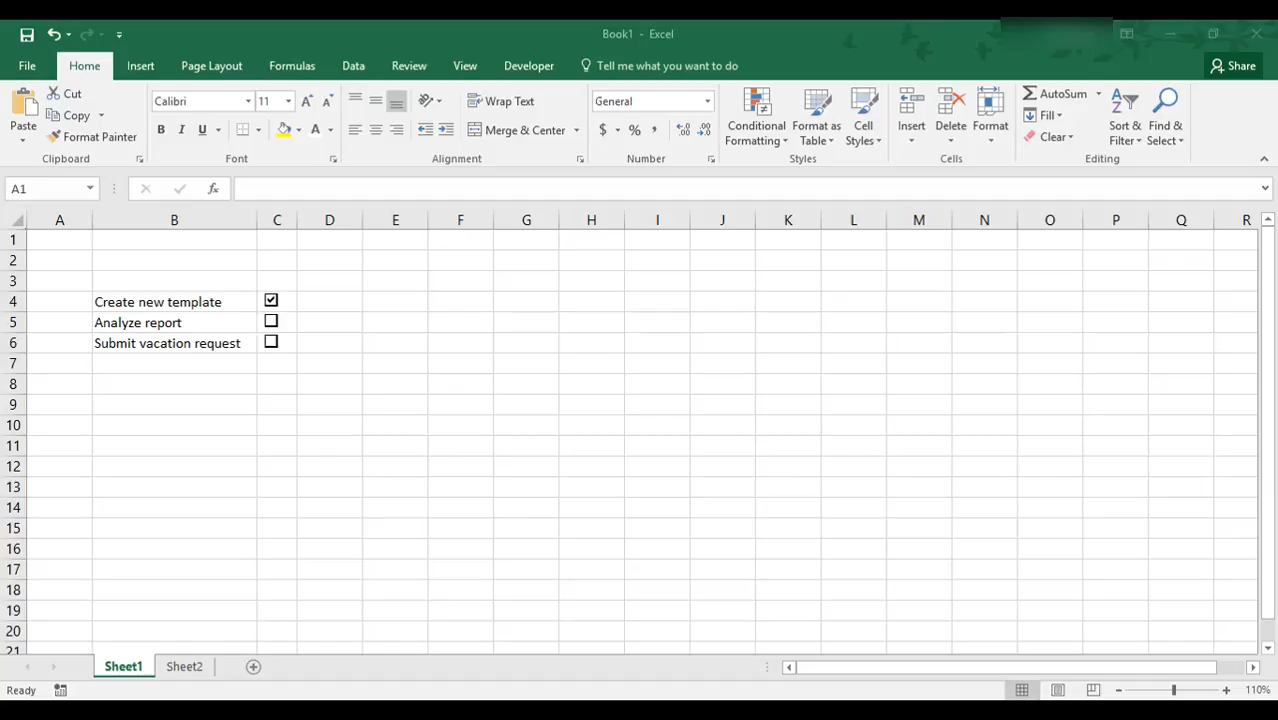 Book1 - Excel
File Home Insert Page Layout Formulas Data Review View Developer Tell me what you want to do Share
Cut Calibri 11 Wrap Text General AutoSum
Copy Fill
Format Painter B I U A Merge & Center $ % , Clear
Paste Conditional Formatting Format as Table Cell Styles Insert Delete Format Sort & Filter Find & Select
Clipboard Font Alignment Number Styles Cells Editing
A1 fx
A B C D E F G H I J K L M N O P Q R
1
2
3
4 Create new template
5 Analyze report
6 Submit vacation request
7
8
9
10
11
12
13
14
15
16
17
18
19
20
21
Sheet1 Sheet2
Ready 110%